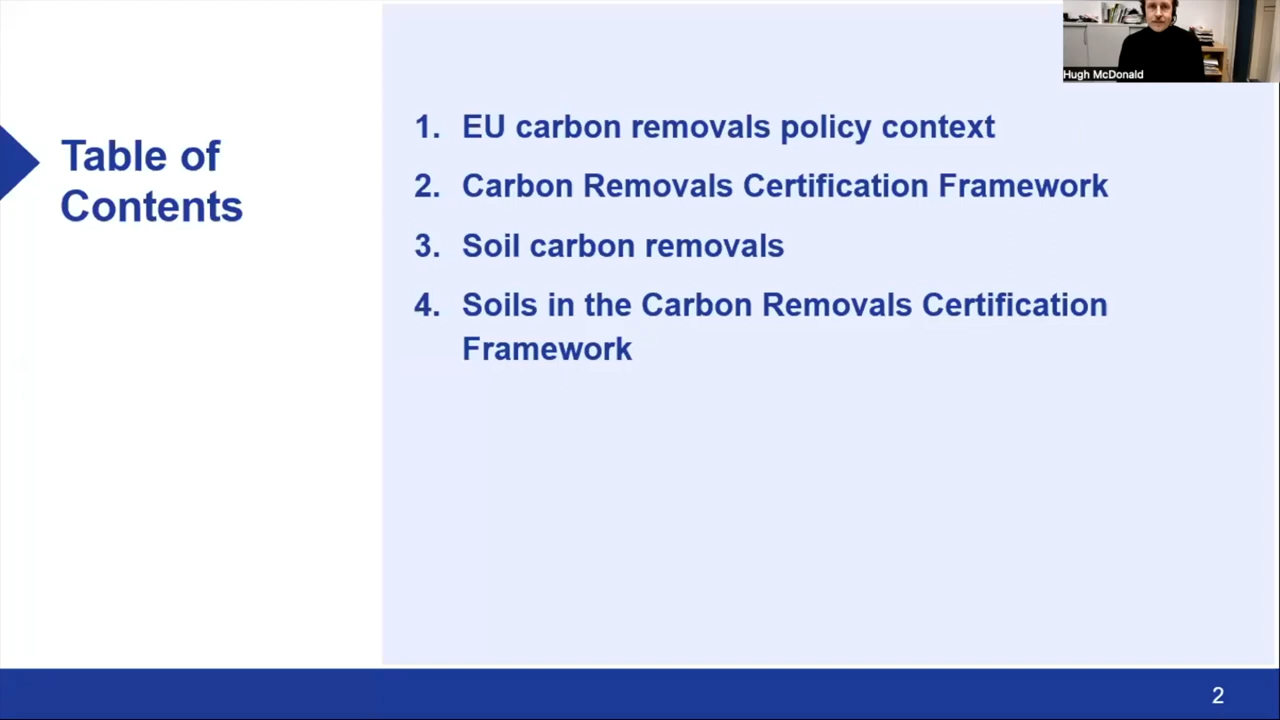 Hugh McDonald
Table of
Contents
1. EU carbon removals policy context
2. Carbon Removals Certification Framework
3. Soil carbon removals
4. Soils in the Carbon Removals Certification
Framework
2